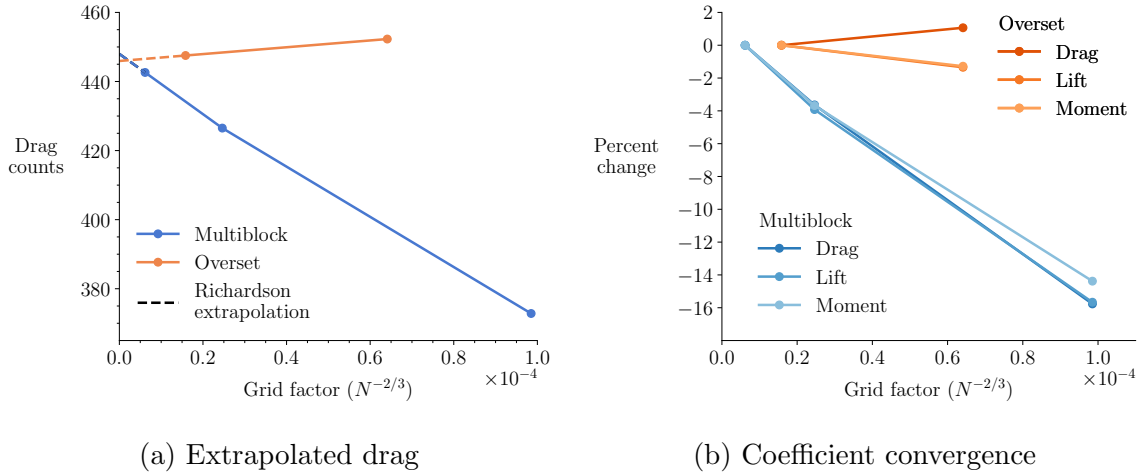 460
440
420
400
380
Drag
counts
Multiblock
Overset
Richardson
extrapolation
0.0
0.2
0.4
0.6
0.8
1.0
×10⁻⁴
Grid factor (N⁻²/³)
(a) Extrapolated drag
2
0
−2
−4
−6
−8
−10
−12
−14
−16
Percent
change
Overset
Drag
Lift
Moment
Multiblock
Drag
Lift
Moment
0.0
0.2
0.4
0.6
0.8
1.0
×10⁻⁴
Grid factor (N⁻²/³)
(b) Coefficient convergence